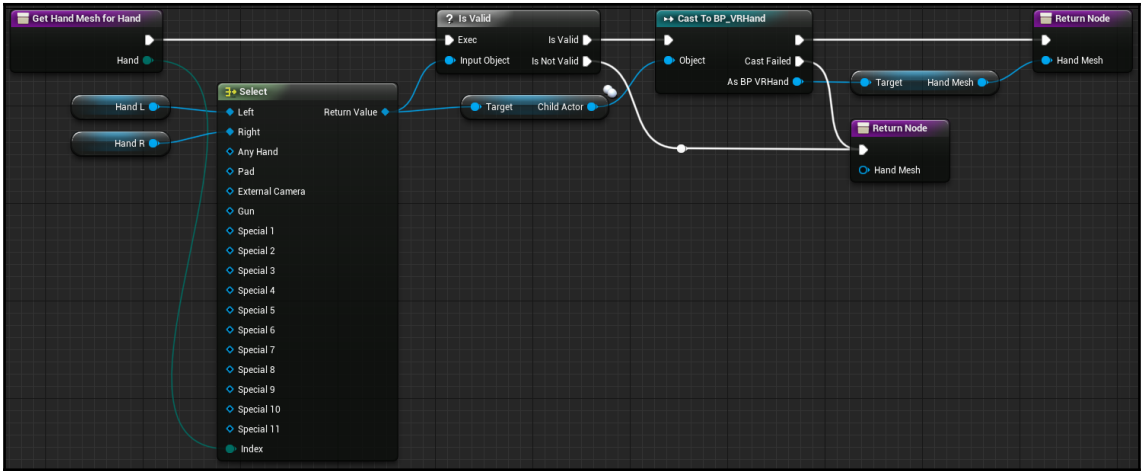 Get Hand Mesh for Hand
Hand
Hand L
Hand R
Select
Left
Return Value
Right
Any Hand
Pad
External Camera
Gun
Special 1
Special 2
Special 3
Special 4
Special 5
Special 6
Special 7
Special 8
Special 9
Special 10
Special 11
Index
? Is Valid
Exec
Is Valid
Input Object
Is Not Valid
Target
Child Actor
Cast To BP_VRHand
Object
Cast Failed
As BP VRHand
Target
Hand Mesh
Return Node
Hand Mesh
Return Node
Hand Mesh